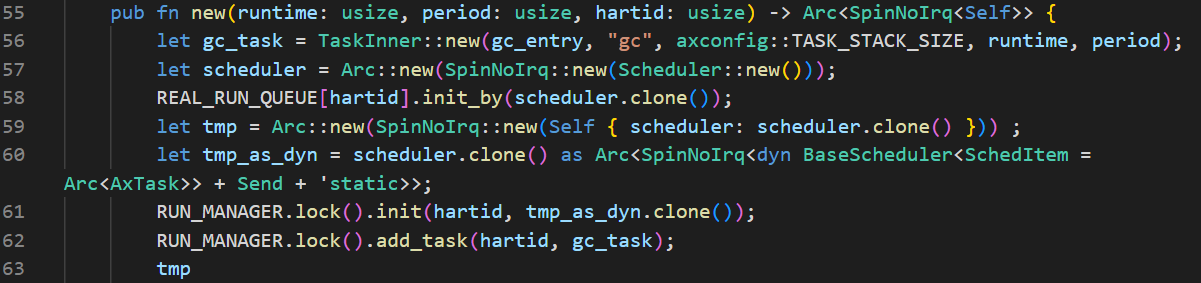 55 pub fn new(runtime: usize, period: usize, hartid: usize) -> Arc<SpinNoIrq<Self>> {
56 let gc_task = TaskInner::new(gc_entry, "gc", axconfig::TASK_STACK_SIZE, runtime, period);
57 let scheduler = Arc::new(SpinNoIrq::new(Scheduler::new()));
58 REAL_RUN_QUEUE[hartid].init_by(scheduler.clone());
59 let tmp = Arc::new(SpinNoIrq::new(Self { scheduler: scheduler.clone() })) ;
60 let tmp_as_dyn = scheduler.clone() as Arc<SpinNoIrq<dyn BaseScheduler<SchedItem =
Arc<AxTask>> + Send + 'static>>;
61 RUN_MANAGER.lock().init(hartid, tmp_as_dyn.clone());
62 RUN_MANAGER.lock().add_task(hartid, gc_task);
63 tmp